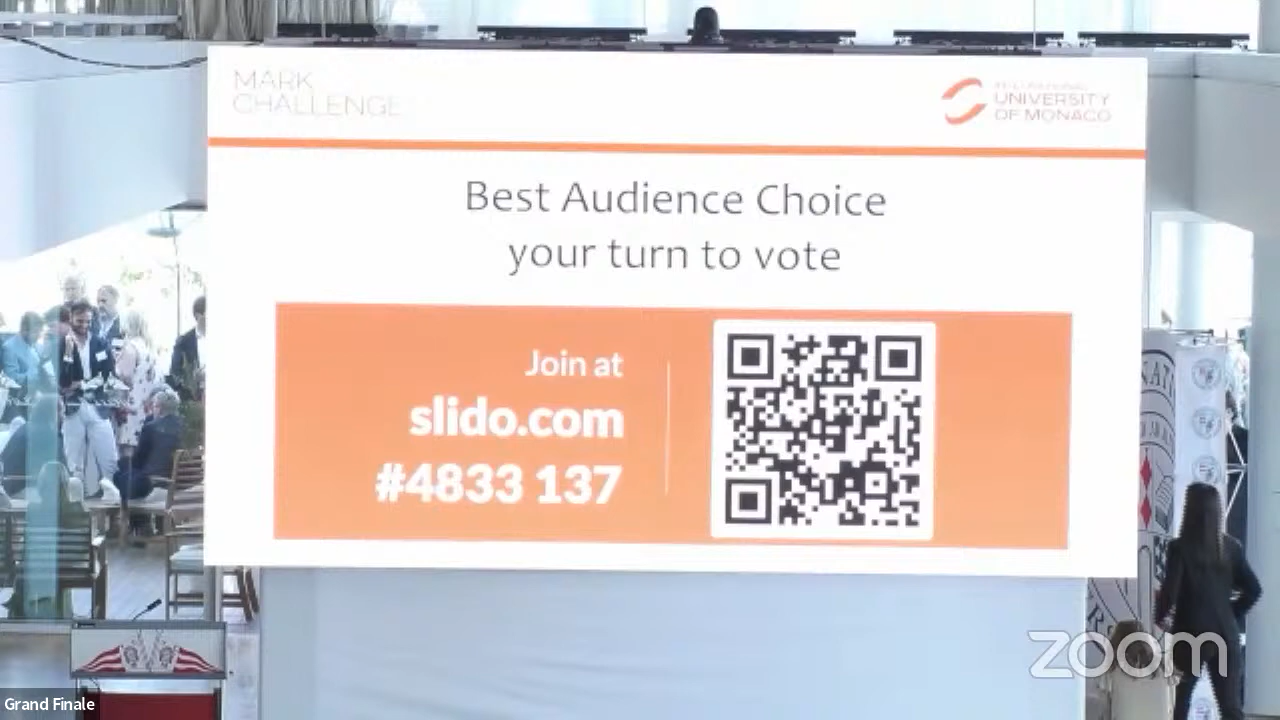 MARK
CHALLENGE
INTERNATIONAL
UNIVERSITY
OF MONACO
Best Audience Choice
your turn to vote
Join at
slido.com
#4833 137
zoom
Grand Finale